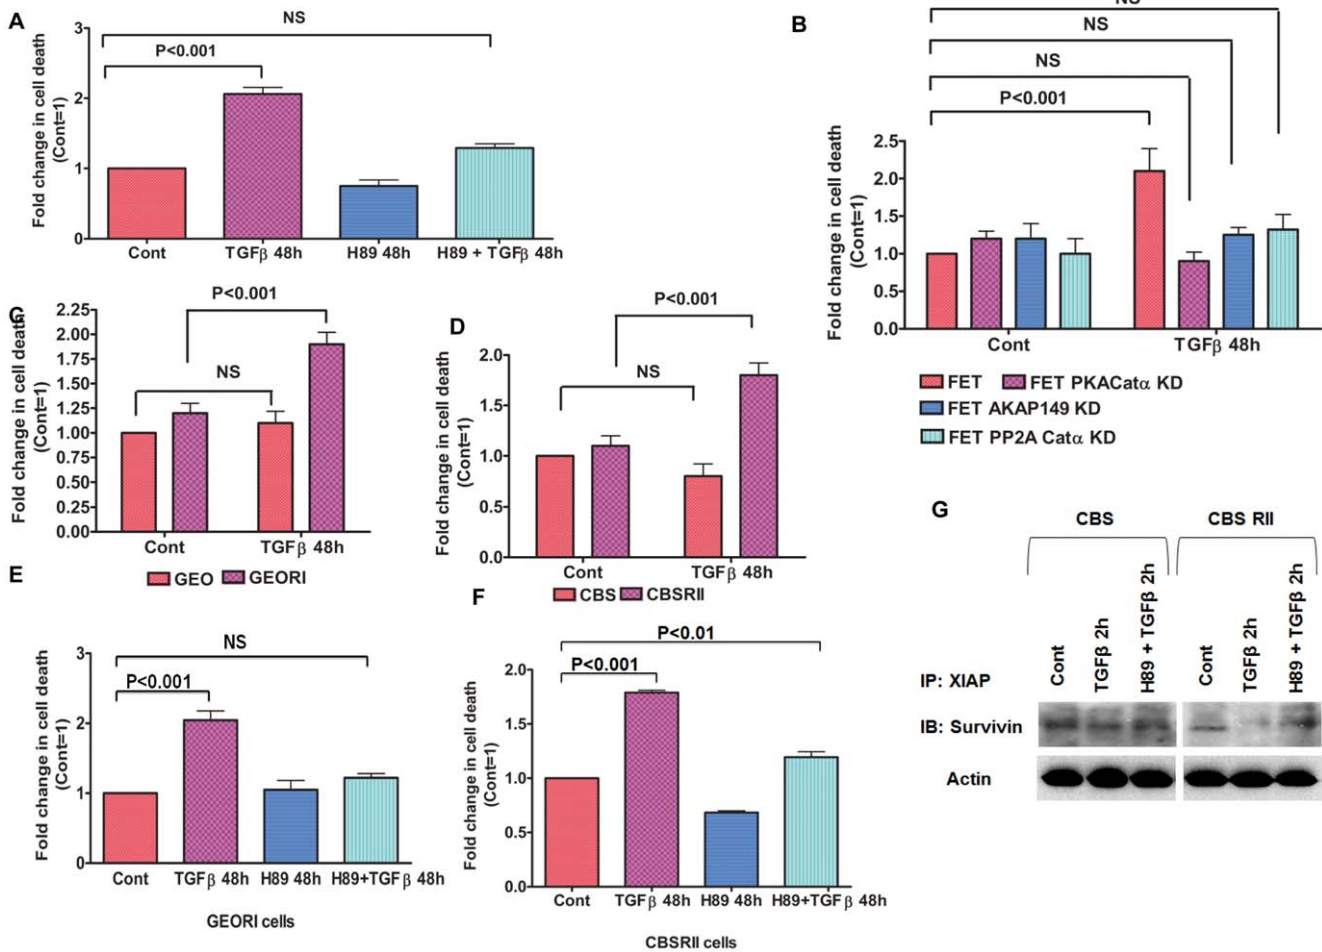 A
NS
P<0.001
Fold change in cell death
(Cont=1)
3
2
1
0
Cont
TGFβ 48h
H89 48h
H89 + TGFβ 48h
B
NS
NS
NS
P<0.001
Fold change in cell death
(Cont=1)
2.5
2.0
1.5
1.0
0.5
0.0
Cont
TGFβ 48h
FET
FET PKACatα KD
FET AKAP149 KD
FET PP2A Catα KD
C
P<0.001
NS
Fold change in cell death
(Cont=1)
2.25
2.00
1.75
1.50
1.25
1.00
0.75
0.50
0.25
0.00
Cont
TGFβ 48h
GEO
GEORI
D
P<0.001
NS
Fold change in cell death
(Cont=1)
2.0
1.5
1.0
0.5
0.0
Cont
TGFβ 48h
CBS
CBSRII
E
NS
P<0.001
Fold change in cell death
(Cont=1)
3
2
1
0
Cont
TGFβ 48h
H89 48h
H89+TGFβ 48h
GEORI cells
F
P<0.01
P<0.001
Fold change in cell death
(Cont=1)
2.0
1.5
1.0
0.5
0.0
Cont
TGFβ 48h
H89 48h
H89+TGFβ 48h
CBSRII cells
G
CBS
CBS RII
Cont
TGFβ 2h
H89 + TGFβ 2h
Cont
TGFβ 2h
H89 + TGFβ 2h
IP: XIAP
IB: Survivin
Actin